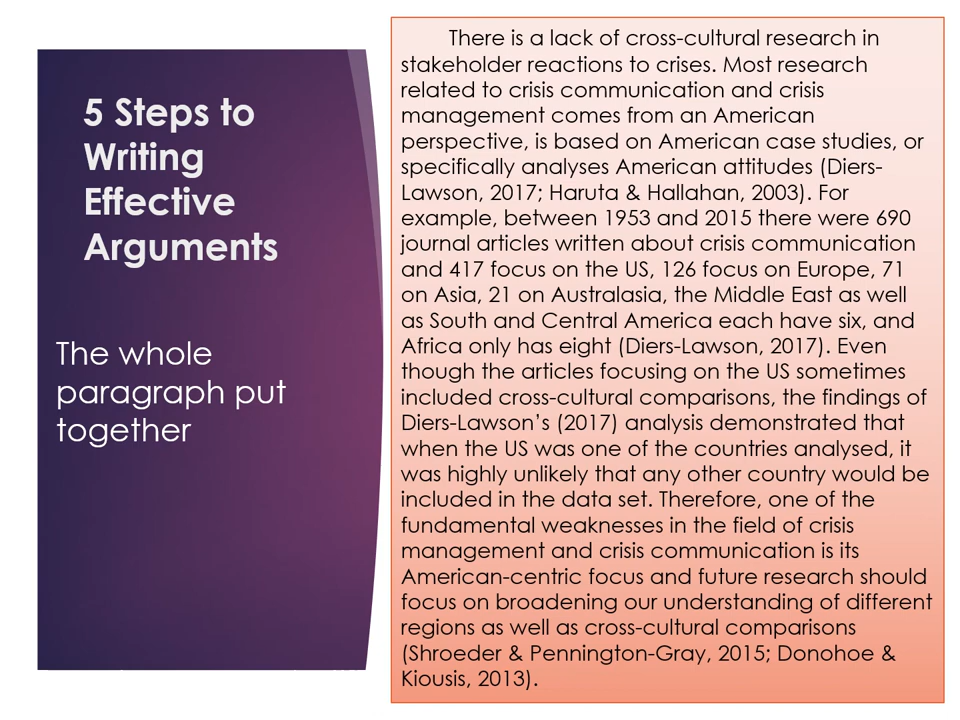 5 Steps to
Writing
Effective
Arguments
The whole
paragraph put
together
There is a lack of cross-cultural research in
stakeholder reactions to crises. Most research
related to crisis communication and crisis
management comes from an American
perspective, is based on American case studies, or
specifically analyses American attitudes (Diers-
Lawson, 2017; Haruta & Hallahan, 2003). For
example, between 1953 and 2015 there were 690
journal articles written about crisis communication
and 417 focus on the US, 126 focus on Europe, 71
on Asia, 21 on Australasia, the Middle East as well
as South and Central America each have six, and
Africa only has eight (Diers-Lawson, 2017). Even
though the articles focusing on the US sometimes
included cross-cultural comparisons, the findings of
Diers-Lawson’s (2017) analysis demonstrated that
when the US was one of the countries analysed, it
was highly unlikely that any other country would be
included in the data set. Therefore, one of the
fundamental weaknesses in the field of crisis
management and crisis communication is its
American-centric focus and future research should
focus on broadening our understanding of different
regions as well as cross-cultural comparisons
(Shroeder & Pennington-Gray, 2015; Donohoe &
Kiousis, 2013).